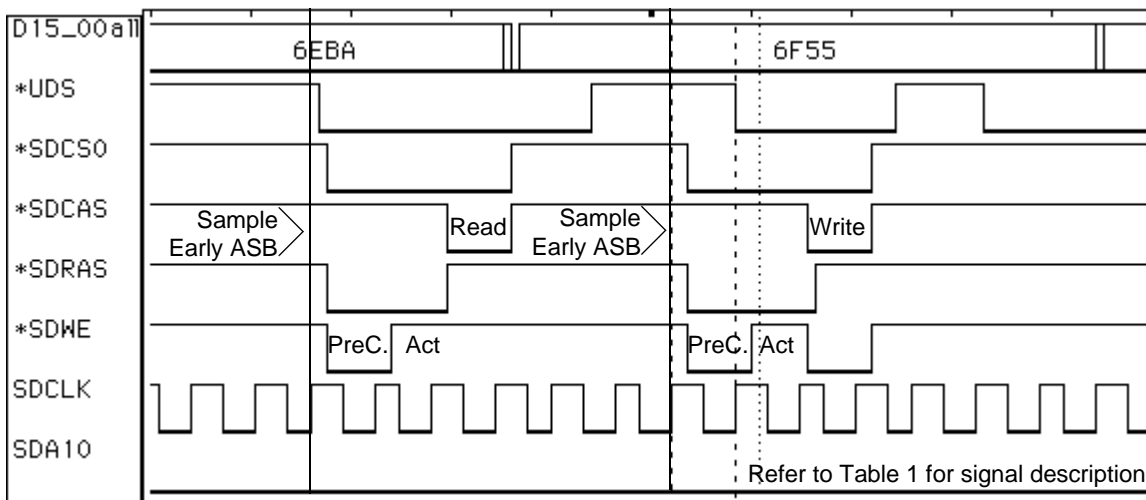 D15_00all
6EBA 6F55
*UDS
*SDCS0
*SDCAS
Sample
Early ASB
Read
Sample
Early ASB
Write
*SDRAS
*SDWE
PreC. Act PreC. Act
SDCLK
SDA10
Refer to Table 1 for signal description